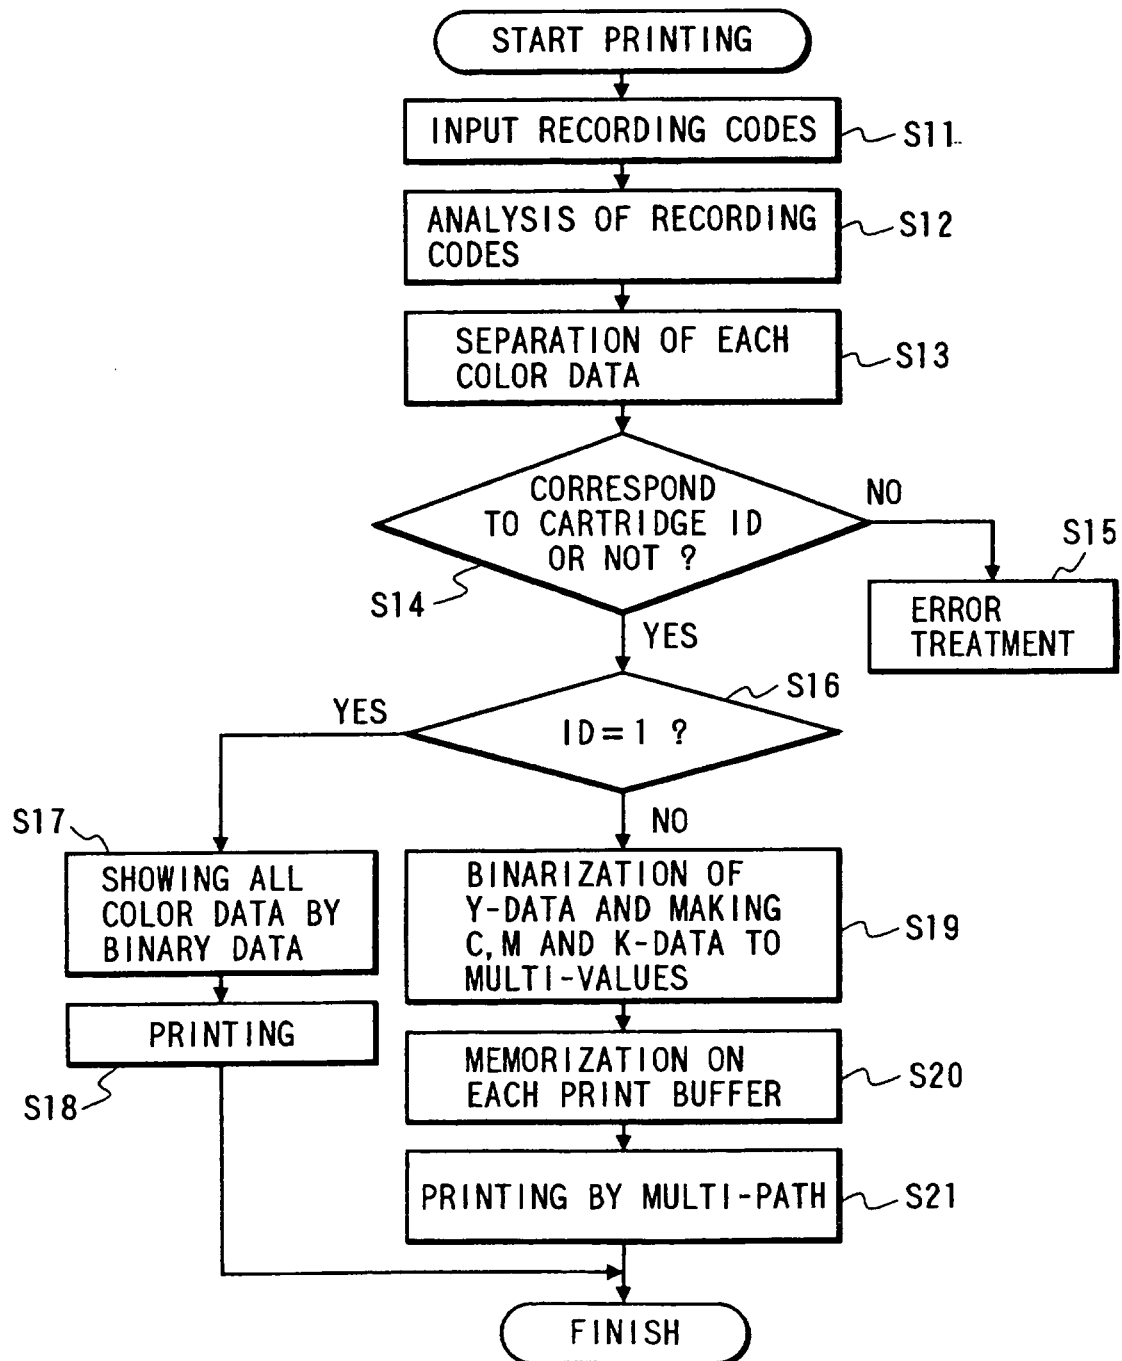 START PRINTING
INPUT RECORDING CODES
S11
ANALYSIS OF RECORDING
CODES
S12
SEPARATION OF EACH
COLOR DATA
S13
CORRESPOND
TO CARTRIDGE ID
OR NOT ?
NO
S14
S15
ERROR
TREATMENT
YES
S16
ID=1 ?
YES
NO
S17
SHOWING ALL
COLOR DATA BY
BINARY DATA
BINARIZATION OF
Y-DATA AND MAKING
C, M AND K-DATA TO
MULTI-VALUES
S19
PRINTING
S18
MEMORIZATION ON
EACH PRINT BUFFER
S20
PRINTING BY MULTI-PATH
S21
FINISH